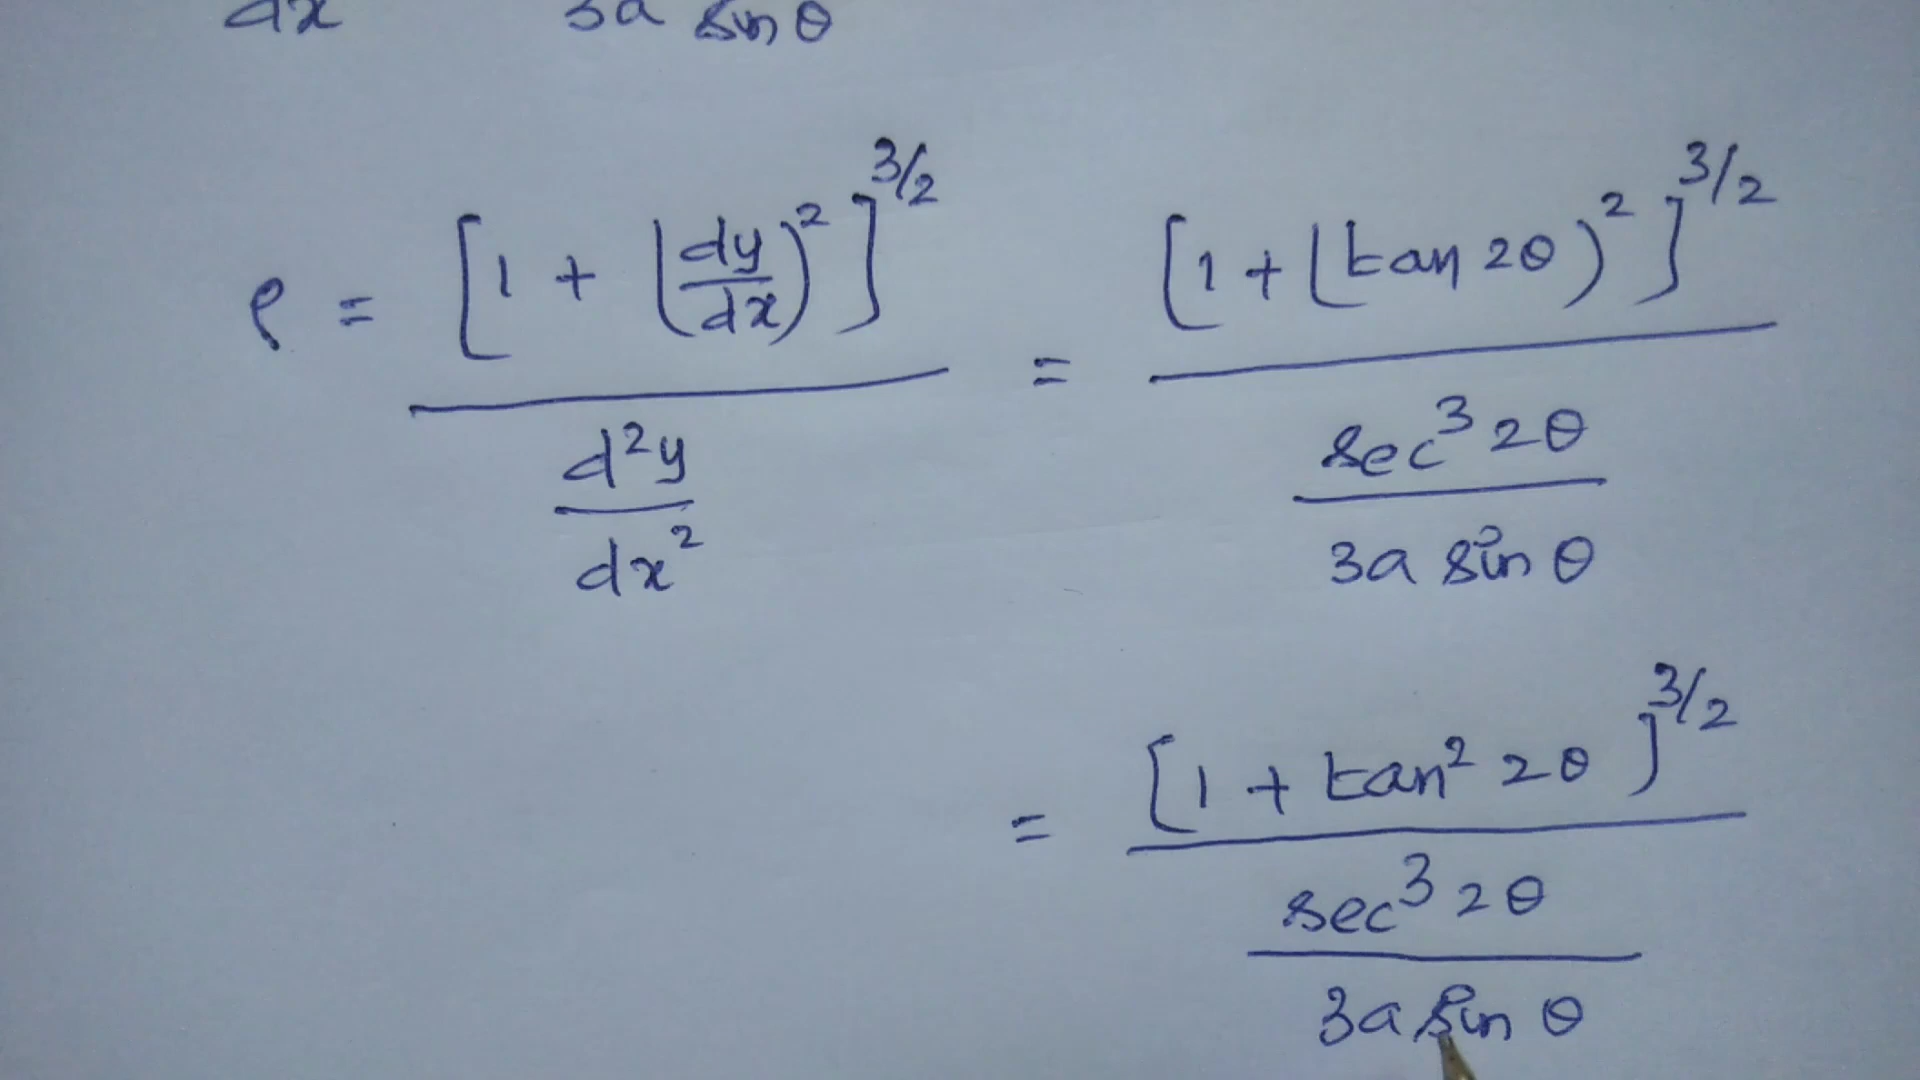 dx 3a sin θ
ρ = [1 + (dy/dx)²]^3/2 / d²y/dx² = [1 + (tan 2θ)²]^3/2 / sec³ 2θ/3a sin θ
= [1 + tan² 2θ]^3/2 / sec³ 2θ/3a sin θ